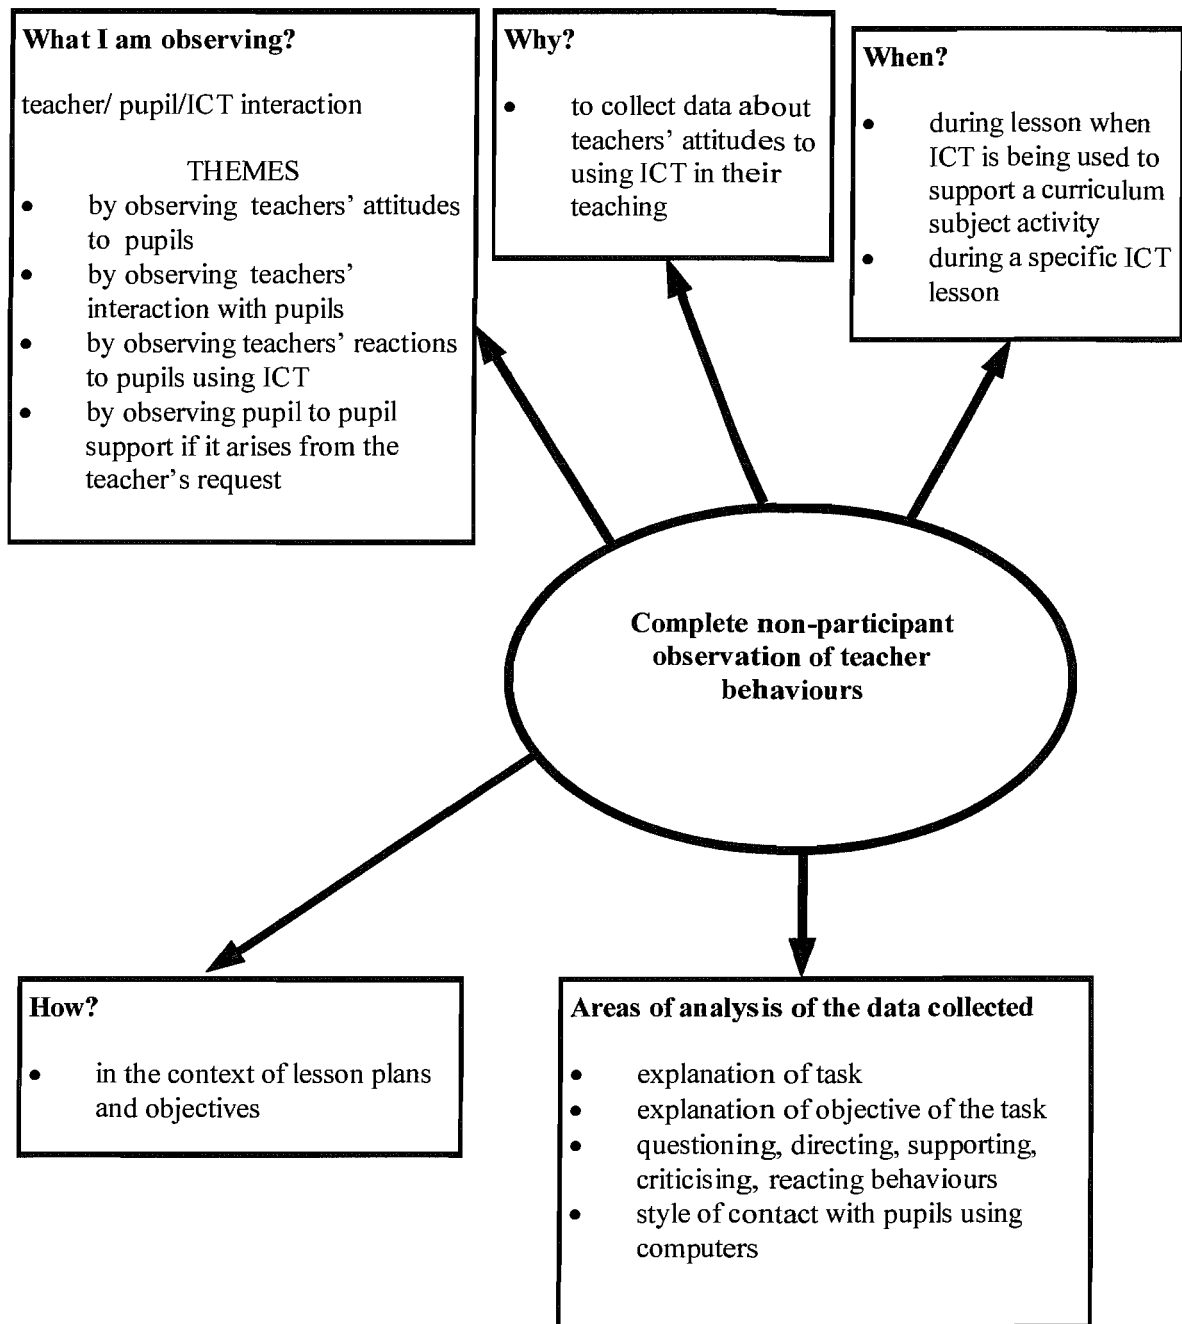 What I am observing?
teacher/ pupil/ICT interaction
THEMES
• by observing teachers' attitudes
to pupils
• by observing teachers'
interaction with pupils
• by observing teachers' reactions
to pupils using ICT
• by observing pupil to pupil
support if it arises from the
teacher's request
Why?
• to collect data about
teachers' attitudes to
using ICT in their
teaching
When?
• during lesson when
ICT is being used to
support a curriculum
subject activity
• during a specific ICT
lesson
Complete non-participant
observation of teacher
behaviours
How?
• in the context of lesson plans
and objectives
Areas of analysis of the data collected
• explanation of task
• explanation of objective of the task
• questioning, directing, supporting,
criticising, reacting behaviours
• style of contact with pupils using
computers